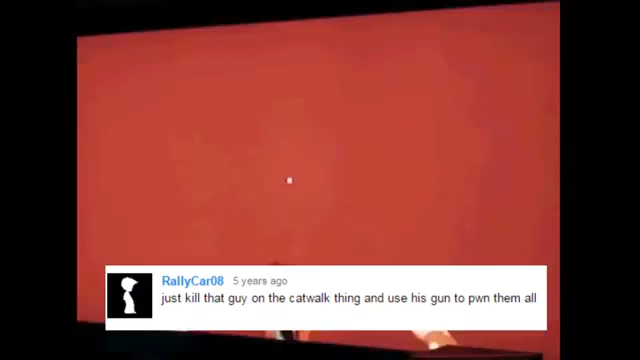 RallyCar08 5 years ago
just kill that guy on the catwalk thing and use his gun to pwn them all